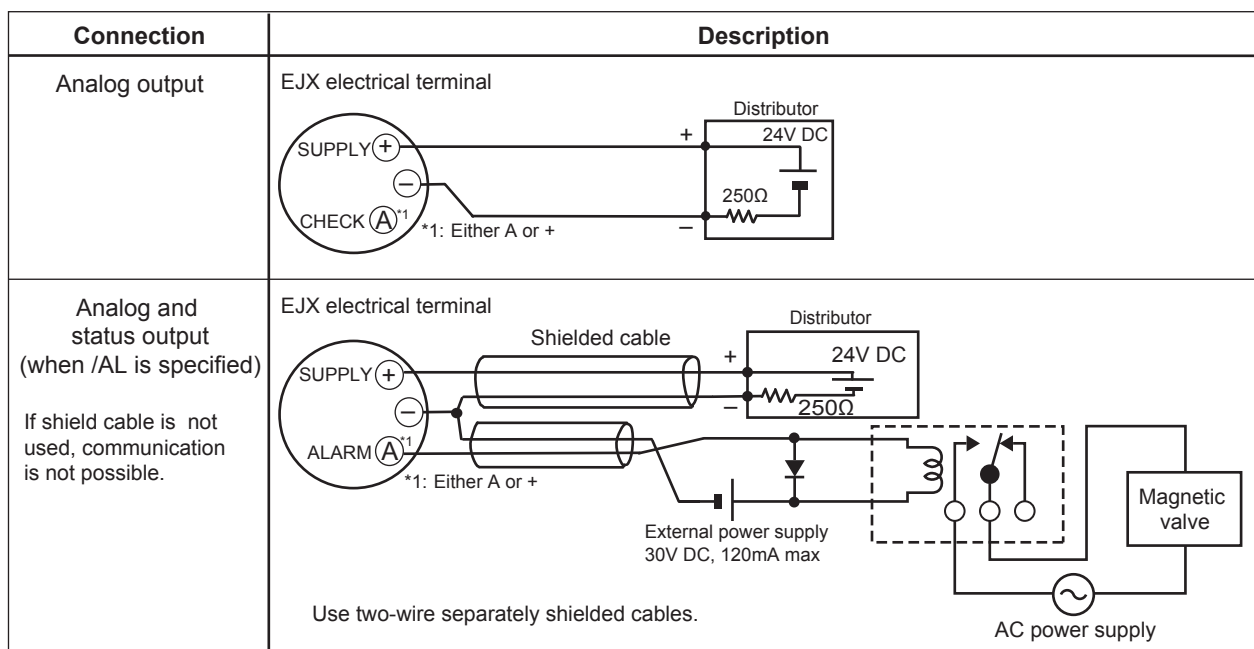 Connection
Description
Analog output
EJX electrical terminal
SUPPLY +
−
CHECK A *1
*1: Either A or +
+
−
Distributor
24V DC
250Ω
Analog and
status output
(when /AL is specified)
If shield cable is not
used, communication
is not possible.
EJX electrical terminal
Shielded cable
SUPPLY +
−
ALARM A *1
*1: Either A or +
+
−
Distributor
24V DC
250Ω
External power supply
30V DC, 120mA max
Magnetic
valve
Use two-wire separately shielded cables.
AC power supply